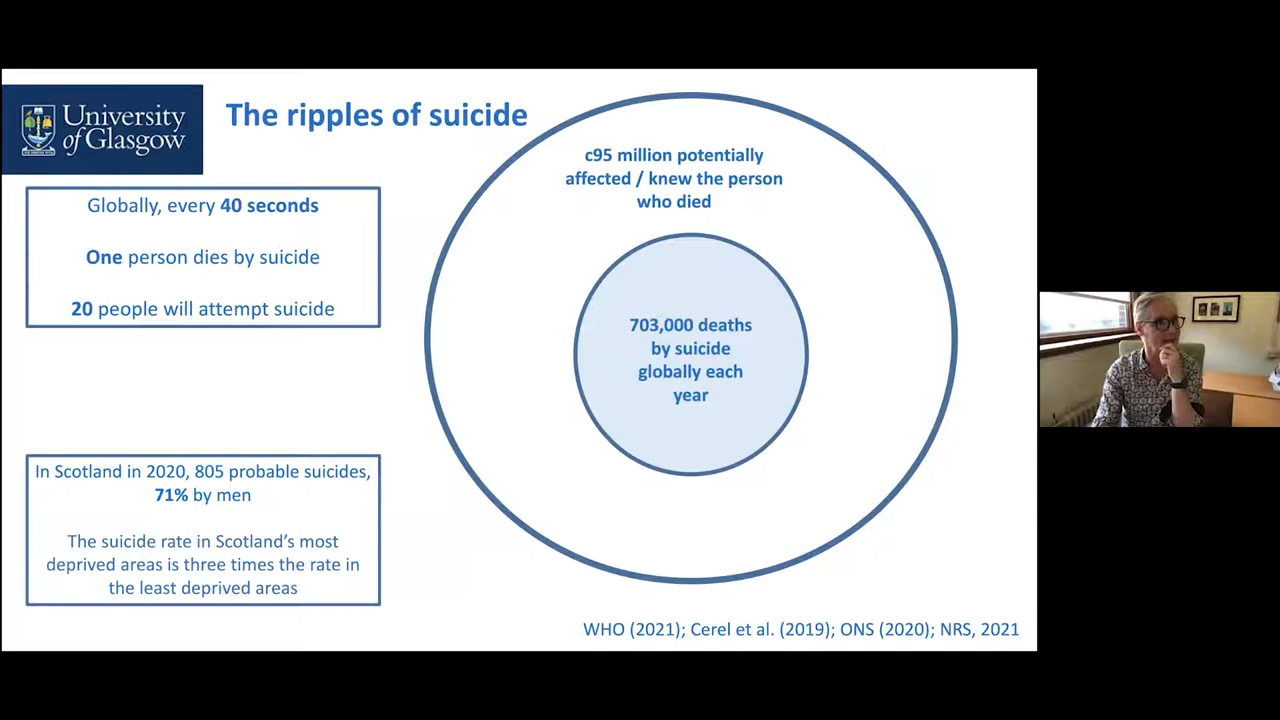 University
of Glasgow
The ripples of suicide
Globally, every 40 seconds
One person dies by suicide
20 people will attempt suicide
c95 million potentially
affected / knew the person
who died
703,000 deaths
by suicide
globally each
year
In Scotland in 2020, 805 probable suicides,
71% by men
The suicide rate in Scotland’s most
deprived areas is three times the rate in
the least deprived areas
WHO (2021); Cerel et al. (2019); ONS (2020); NRS, 2021